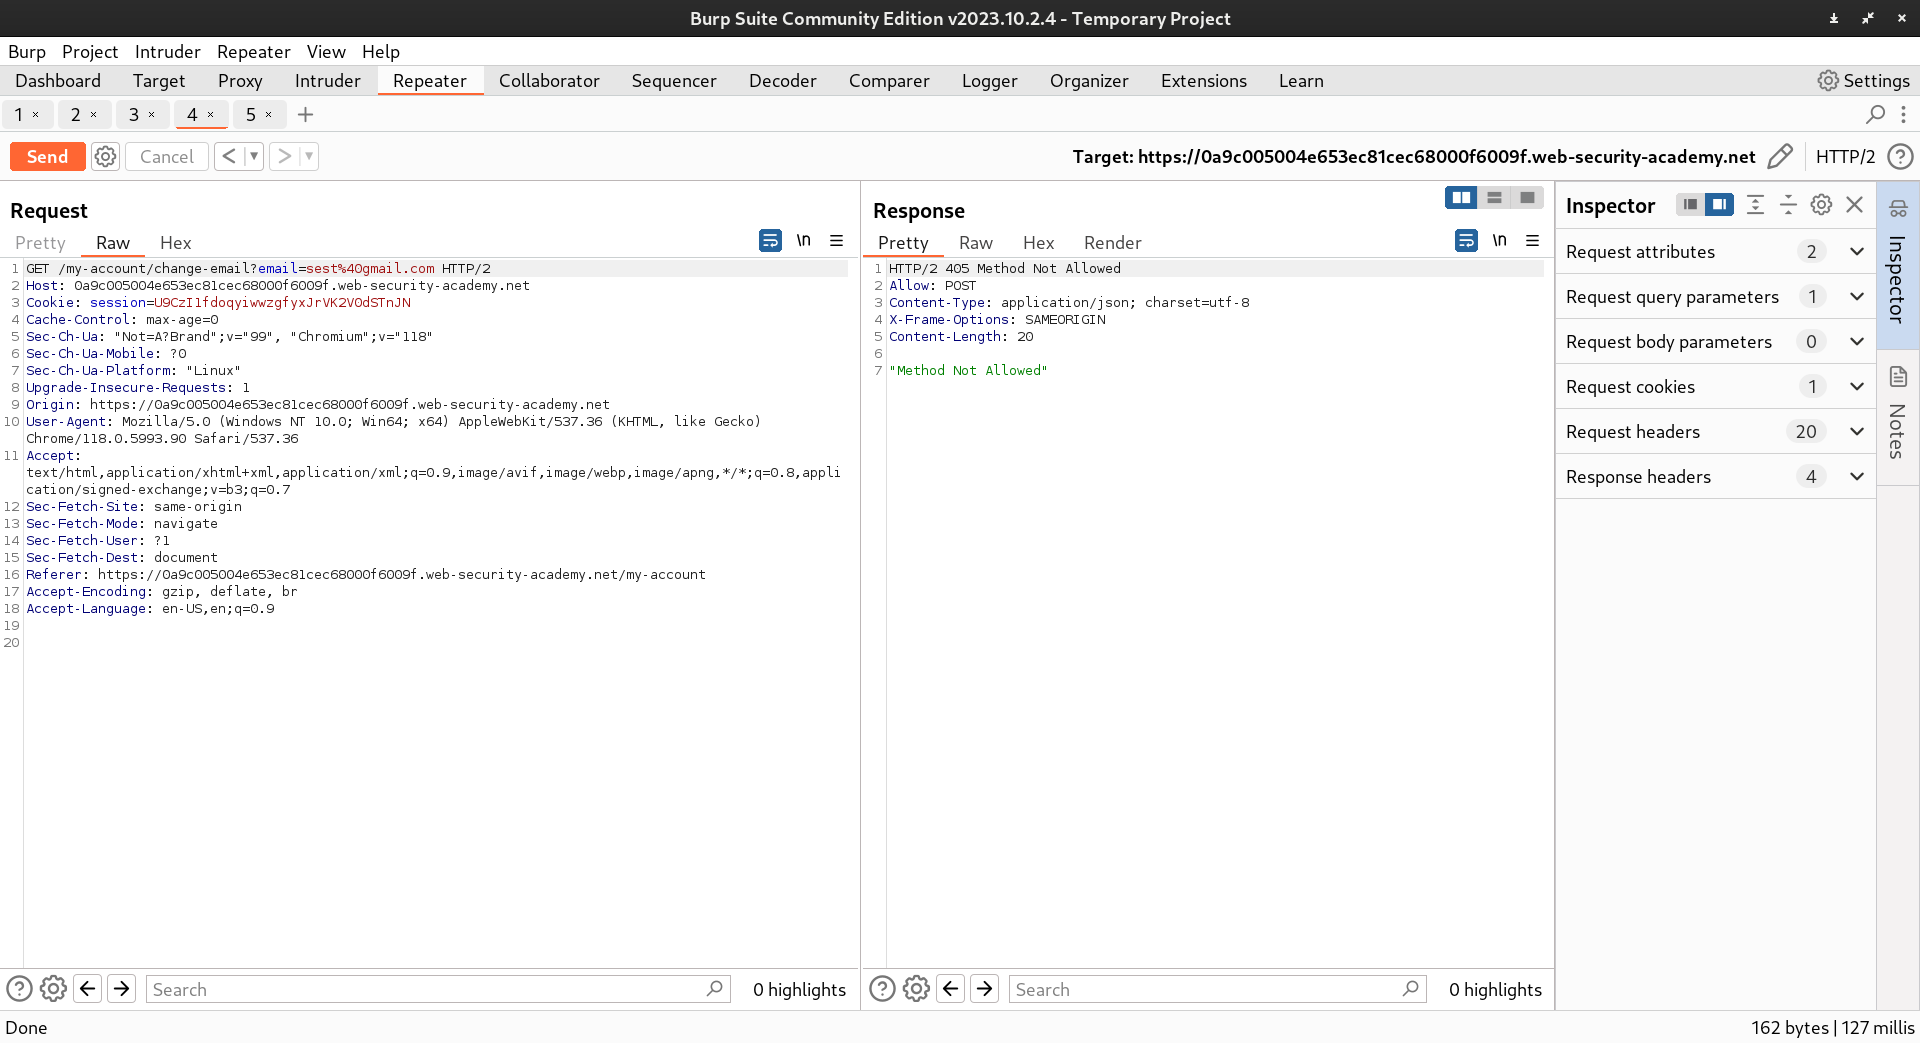 Burp Suite Community Edition v2023.10.2.4 - Temporary Project
Burp Project Intruder Repeater View Help
Dashboard Target Proxy Intruder Repeater Collaborator Sequencer Decoder Comparer Logger Organizer Extensions Learn Settings
1 × 2 × 3 × 4 × 5 × +
Send Cancel < > Target: https://0a9c005004e653ec81cec68000f6009f.web-security-academy.net HTTP/2
Request
Pretty Raw Hex \n
1 GET /my-account/change-email?email=sest%40gmail.com HTTP/2
2 Host: 0a9c005004e653ec81cec68000f6009f.web-security-academy.net
3 Cookie: session=U9CzI1fdoqyiwwzgfyxJrVK2V0dSTnJN
4 Cache-Control: max-age=0
5 Sec-Ch-Ua: "Not=A?Brand";v="99", "Chromium";v="118"
6 Sec-Ch-Ua-Mobile: ?0
7 Sec-Ch-Ua-Platform: "Linux"
8 Upgrade-Insecure-Requests: 1
9 Origin: https://0a9c005004e653ec81cec68000f6009f.web-security-academy.net
10 User-Agent: Mozilla/5.0 (Windows NT 10.0; Win64; x64) AppleWebKit/537.36 (KHTML, like Gecko)
Chrome/118.0.5993.90 Safari/537.36
11 Accept:
text/html,application/xhtml+xml,application/xml;q=0.9,image/avif,image/webp,image/apng,*/*;q=0.8,appli
cation/signed-exchange;v=b3;q=0.7
12 Sec-Fetch-Site: same-origin
13 Sec-Fetch-Mode: navigate
14 Sec-Fetch-User: ?1
15 Sec-Fetch-Dest: document
16 Referer: https://0a9c005004e653ec81cec68000f6009f.web-security-academy.net/my-account
17 Accept-Encoding: gzip, deflate, br
18 Accept-Language: en-US,en;q=0.9
19
20
Search 0 highlights
Response
Pretty Raw Hex Render \n
1 HTTP/2 405 Method Not Allowed
2 Allow: POST
3 Content-Type: application/json; charset=utf-8
4 X-Frame-Options: SAMEORIGIN
5 Content-Length: 20
6
7 "Method Not Allowed"
Search 0 highlights
Inspector
Request attributes 2
Request query parameters 1
Request body parameters 0
Request cookies 1
Request headers 20
Response headers 4
Inspector
Notes
Done 162 bytes | 127 millis